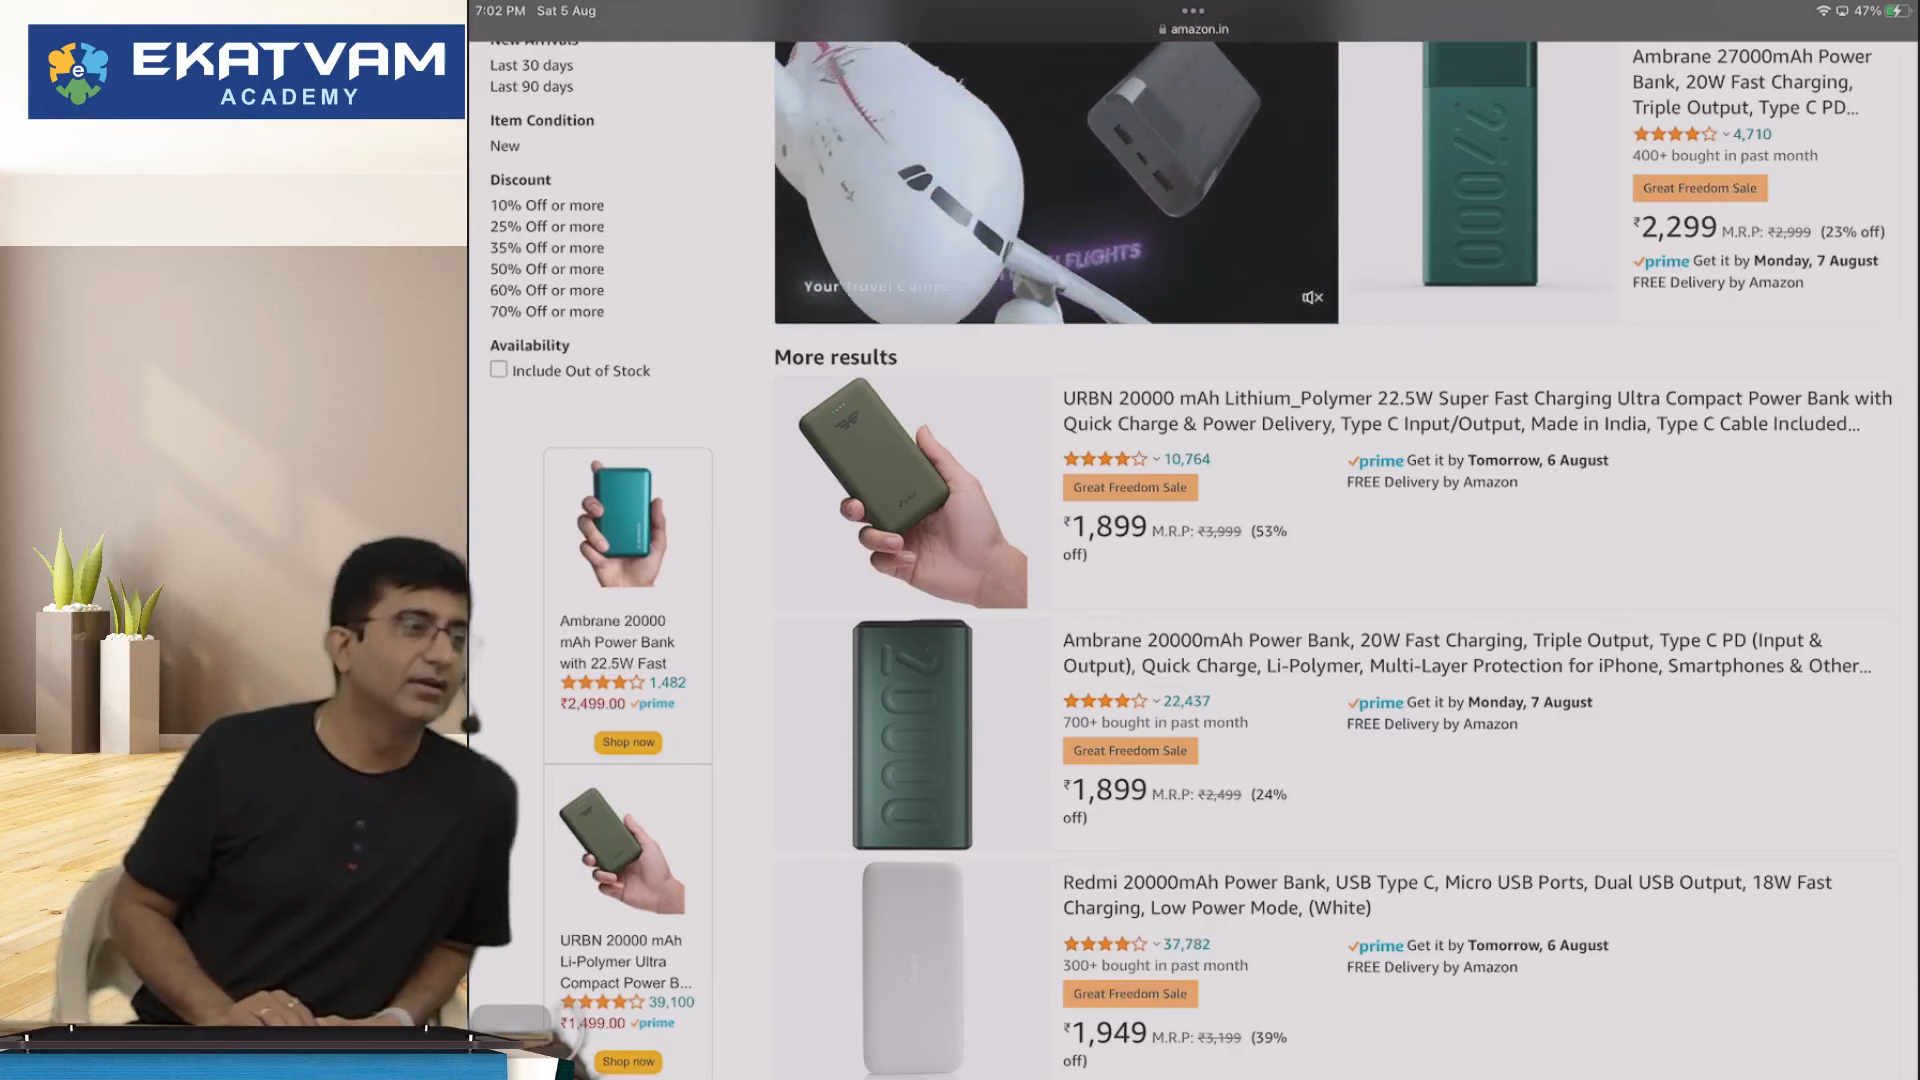 EKATVAM
ACADEMY
7:02 PM Sat 5 Aug
amazon.in
47%
New Arrivals
Last 30 days
Last 90 days
Item Condition
New
Discount
10% Off or more
25% Off or more
35% Off or more
50% Off or more
60% Off or more
70% Off or more
Availability
Include Out of Stock
Ambrane 20000
mAh Power Bank
with 22.5W Fast
1,482
₹2,499.00 prime
Shop now
URBN 20000 mAh
Li-Polymer Ultra
Compact Power B...
39,100
₹1,499.00 prime
Shop now
FLIGHTS
Your Travel
27000
Ambrane 27000mAh Power
Bank, 20W Fast Charging,
Triple Output, Type C PD...
4,710
400+ bought in past month
Great Freedom Sale
₹2,299 M.R.P: ₹2,999 (23% off)
prime Get it by Monday, 7 August
FREE Delivery by Amazon
More results
URBN 20000 mAh Lithium_Polymer 22.5W Super Fast Charging Ultra Compact Power Bank with
Quick Charge & Power Delivery, Type C Input/Output, Made in India, Type C Cable Included...
10,764
Great Freedom Sale
₹1,899 M.R.P: ₹3,999 (53%
off)
prime Get it by Tomorrow, 6 August
FREE Delivery by Amazon
20000
Ambrane 20000mAh Power Bank, 20W Fast Charging, Triple Output, Type C PD (Input &
Output), Quick Charge, Li-Polymer, Multi-Layer Protection for iPhone, Smartphones & Other...
22,437
700+ bought in past month
Great Freedom Sale
₹1,899 M.R.P: ₹2,499 (24%
off)
prime Get it by Monday, 7 August
FREE Delivery by Amazon
Redmi 20000mAh Power Bank, USB Type C, Micro USB Ports, Dual USB Output, 18W Fast
Charging, Low Power Mode, (White)
37,782
300+ bought in past month
Great Freedom Sale
₹1,949 M.R.P: ₹3,199 (39%
off)
prime Get it by Tomorrow, 6 August
FREE Delivery by Amazon